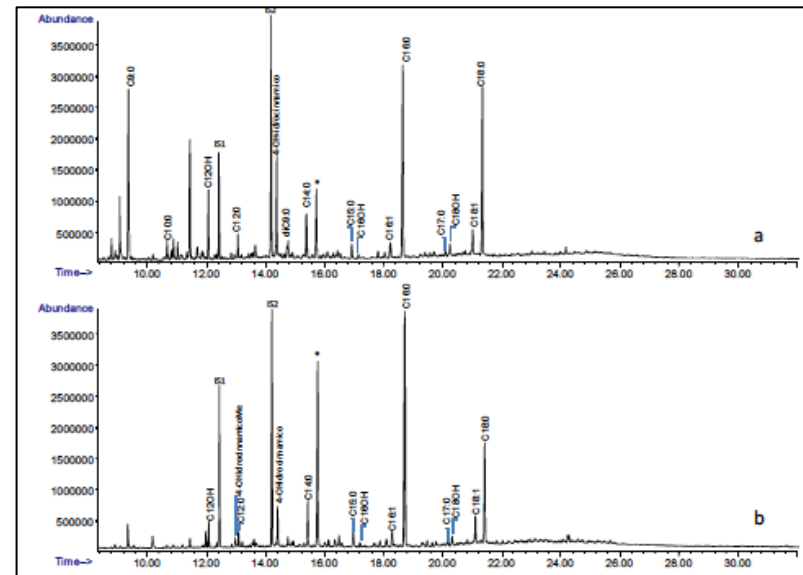 Abundance
3500000
3000000
2500000
2000000
1500000
1000000
500000
Time-->
10.00 12.00 14.00 16.00 18.00 20.00 22.00 24.00 26.00 28.00 30.00
C9:0
C10:0
C12OH
IS1
C12:0
IS2
4-OHidrocinnamico
diC9:0
C14:0
*
C15:0
C16OH
C16:1
C16:0
C17:0
C18OH
C18:1
C18:0
a
Abundance
3500000
3000000
2500000
2000000
1500000
1000000
500000
Time-->
10.00 12.00 14.00 16.00 18.00 20.00 22.00 24.00 26.00 28.00 30.00
C12OH
IS1
C12:0
4-OHidrocinnamicoMe
IS2
4-OHidrocinnamico
C14:0
*
C15:0
C16OH
C16:1
C16:0
C17:0
C18OH
C18:1
C18:0
b